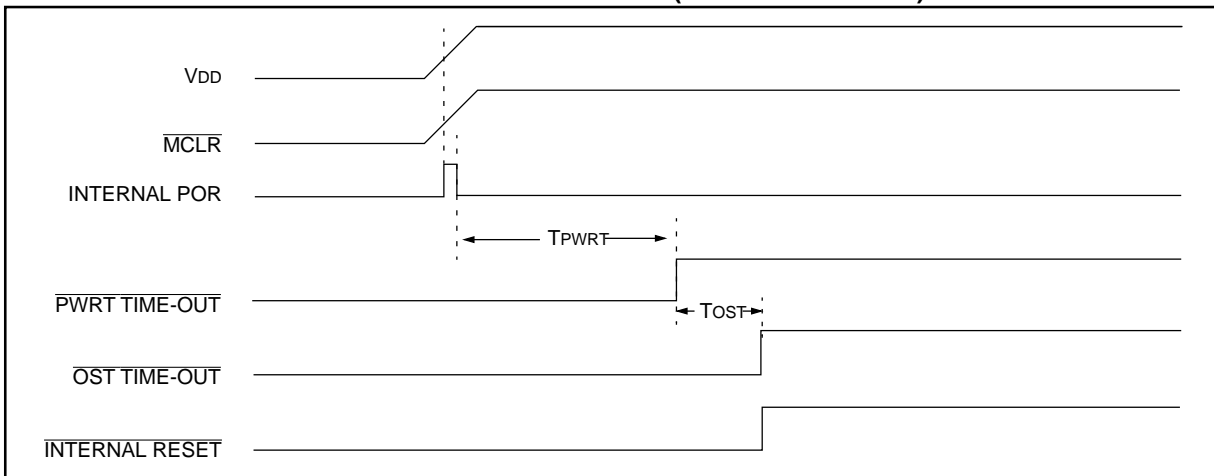 VDD
MCLR
INTERNAL POR
TPWRT
PWRT TIME-OUT
TOST
OST TIME-OUT
INTERNAL RESET